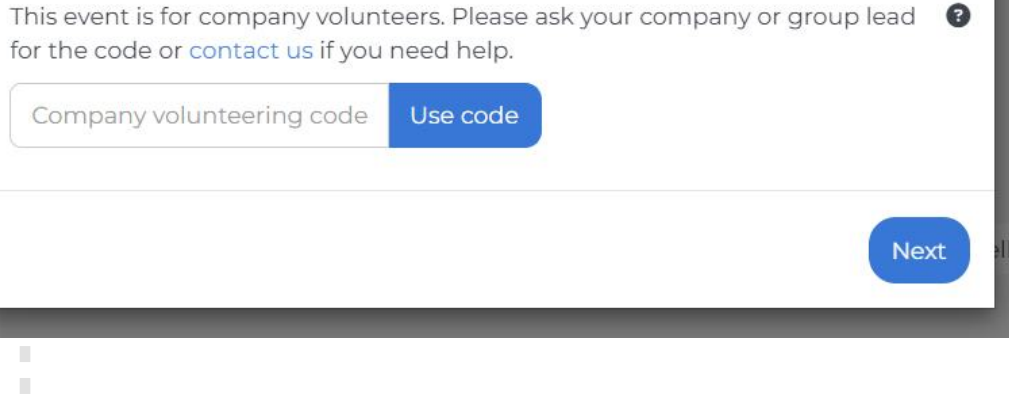 This event is for company volunteers. Please ask your company or group lead
for the code or contact us if you need help.
Company volunteering code
Use code
Next